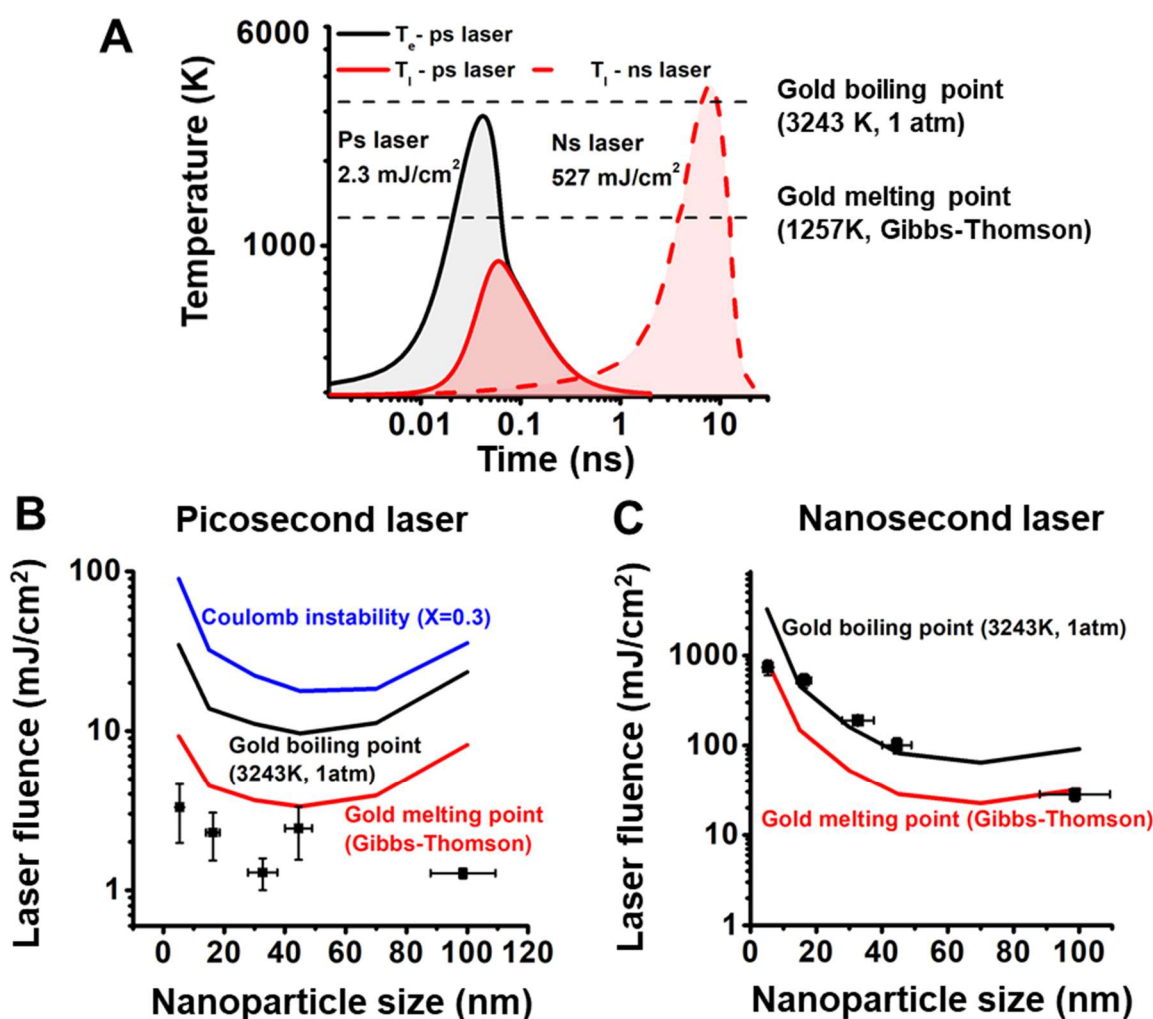 A
6000
1000
Temperature (K)
Tₑ- ps laser
Tₗ - ps laser
Tₗ - ns laser
Ps laser
2.3 mJ/cm²
Ns laser
527 mJ/cm²
Gold boiling point
(3243 K, 1 atm)
Gold melting point
(1257K, Gibbs-Thomson)
0.01 0.1 1 10
Time (ns)
B
Picosecond laser
Laser fluence (mJ/cm²)
100
10
1
Coulomb instability (X=0.3)
Gold boiling point
(3243K, 1atm)
Gold melting point
(Gibbs-Thomson)
0 20 40 60 80 100 120
Nanoparticle size (nm)
C
Nanosecond laser
Laser fluence (mJ/cm²)
1000
100
10
1
Gold boiling point (3243K, 1atm)
Gold melting point (Gibbs-Thomson)
0 20 40 60 80 100
Nanoparticle size (nm)